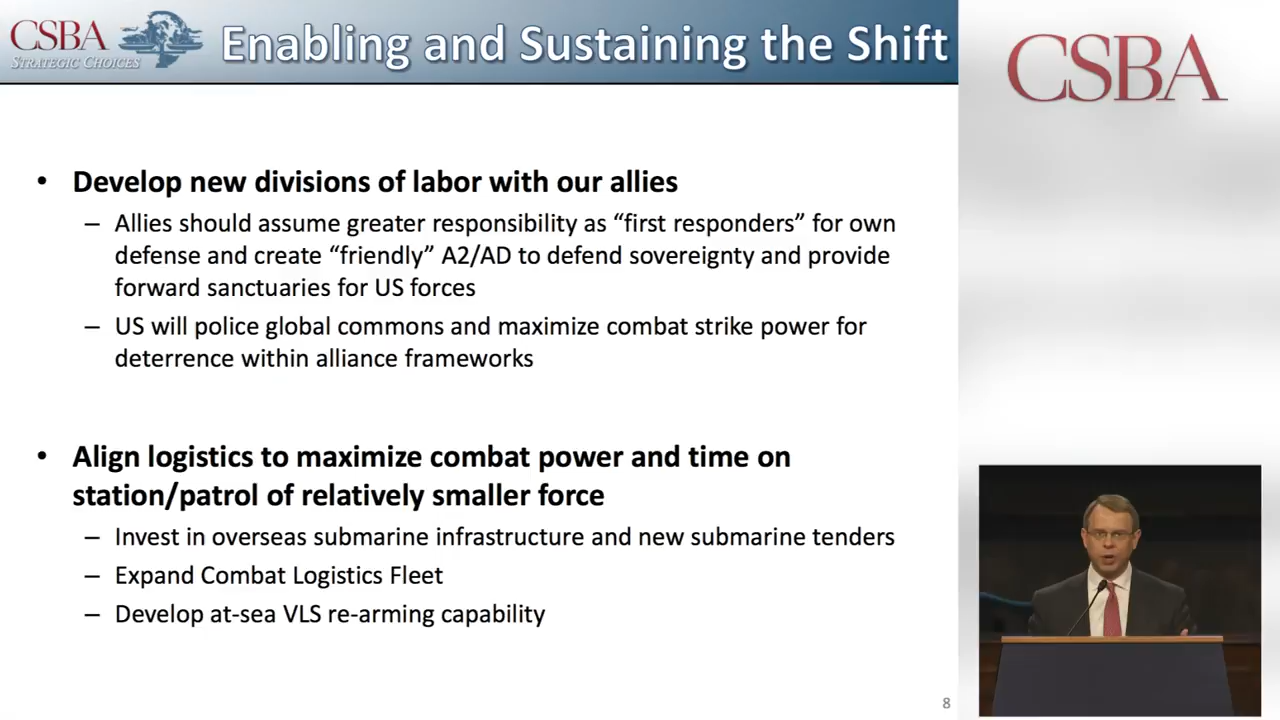 CSBA
STRATEGIC CHOICES
Enabling and Sustaining the Shift
CSBA
• Develop new divisions of labor with our allies
– Allies should assume greater responsibility as “first responders” for own
defense and create “friendly” A2/AD to defend sovereignty and provide
forward sanctuaries for US forces
– US will police global commons and maximize combat strike power for
deterrence within alliance frameworks
• Align logistics to maximize combat power and time on
station/patrol of relatively smaller force
– Invest in overseas submarine infrastructure and new submarine tenders
– Expand Combat Logistics Fleet
– Develop at-sea VLS re-arming capability
8